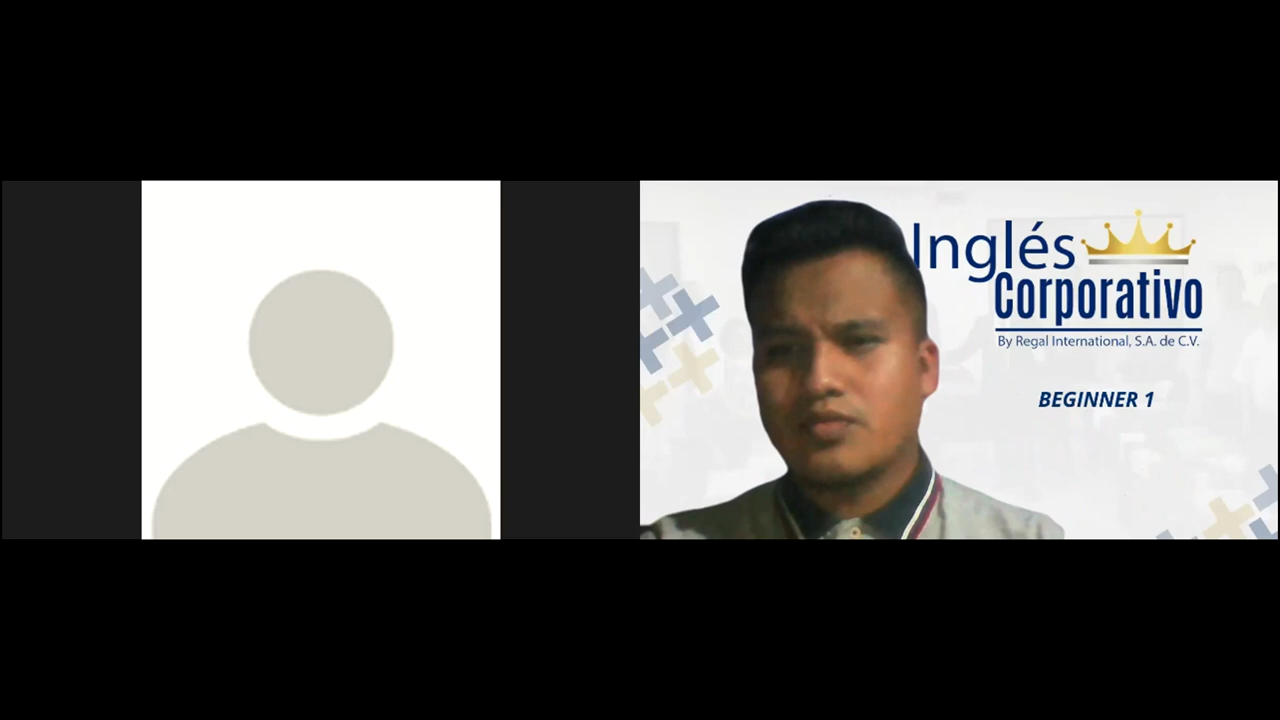 Inglés
Corporativo
By Regal International, S.A. de C.V.
BEGINNER 1